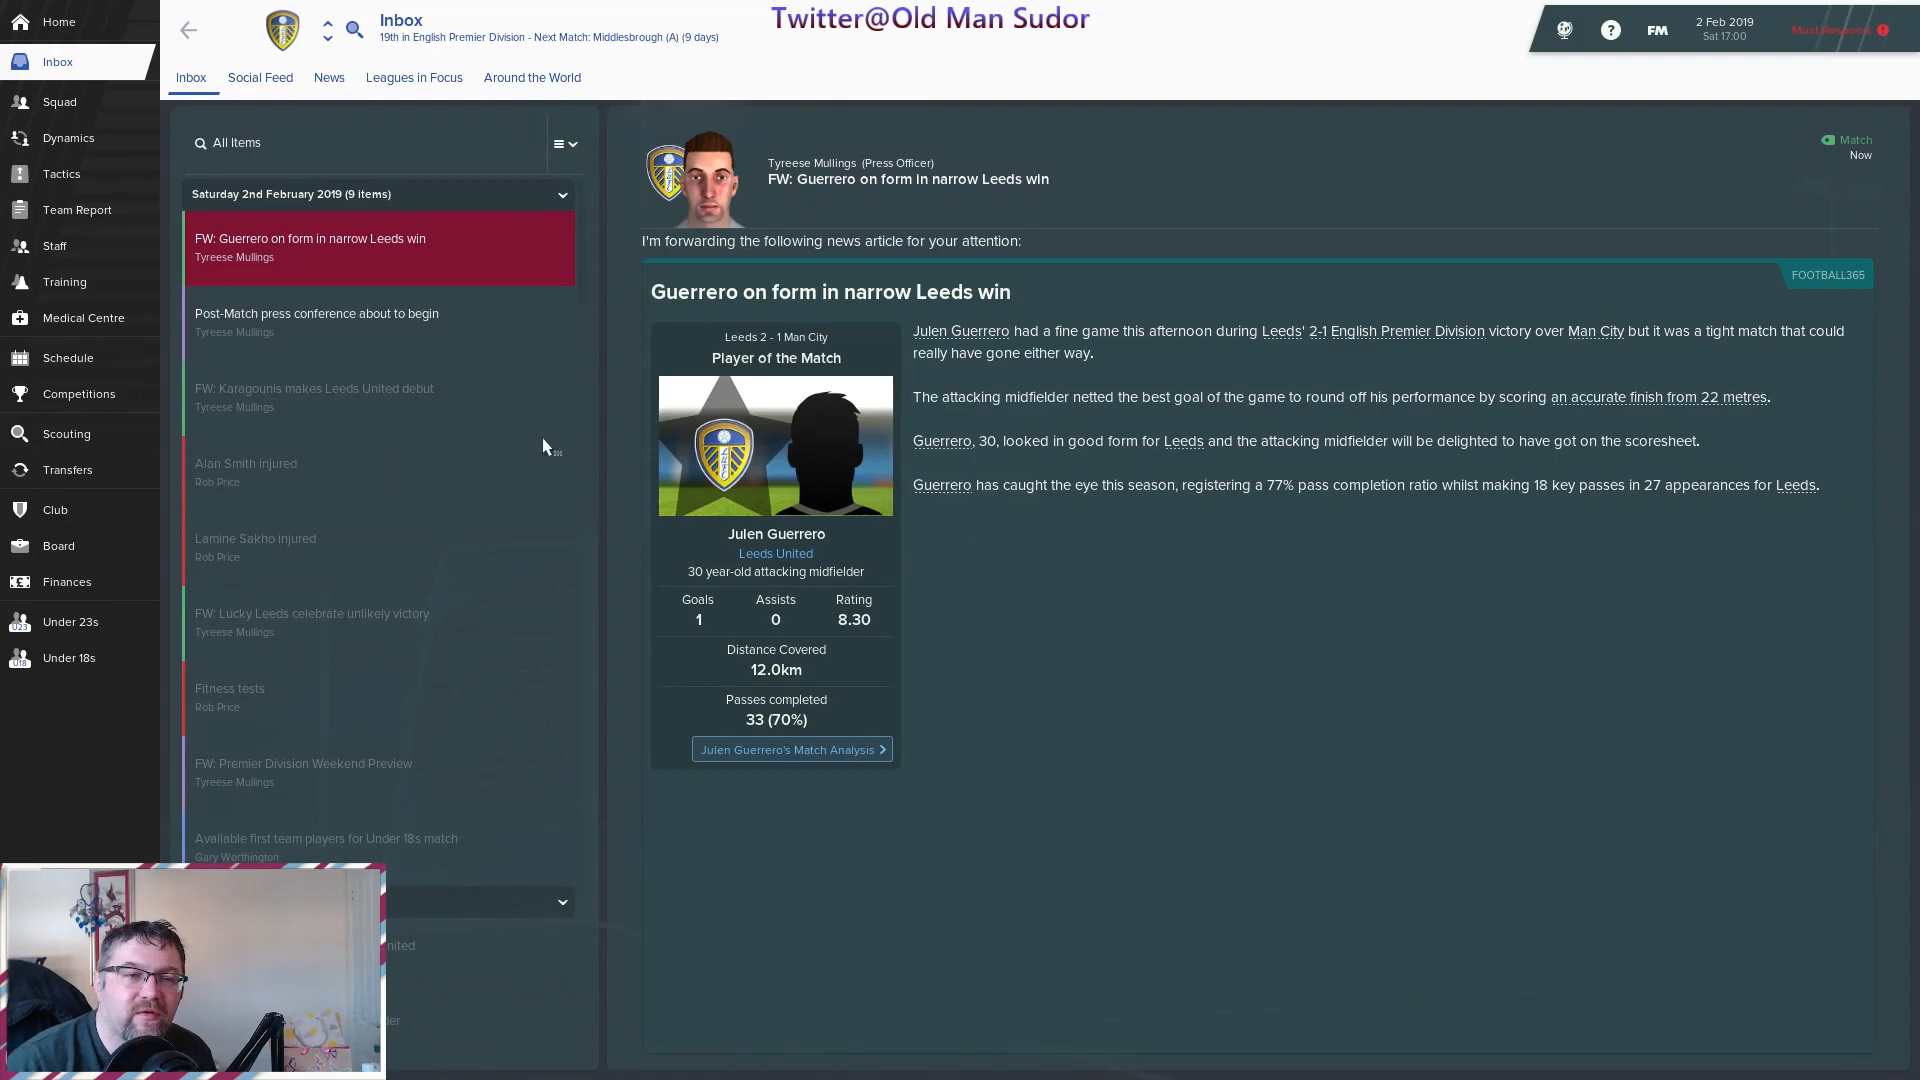 Home
Inbox
Squad
Dynamics
Tactics
Team Report
Staff
Training
Medical Centre
Schedule
Competitions
Scouting
Transfers
Club
Board
Finances
U23
Under 23s
U18
Under 18s
Inbox
19th in English Premier Division - Next Match: Middlesbrough (A) (9 days)
Twitter@Old Man Sudor
?
FM
2 Feb 2019
Sat 17:00
Must Respond
Inbox
Social Feed
News
Leagues in Focus
Around the World
All Items
Saturday 2nd February 2019 (9 items)
FW: Guerrero on form in narrow Leeds win
Tyreese Mullings
Post-Match press conference about to begin
Tyreese Mullings
FW: Karagounis makes Leeds United debut
Tyreese Mullings
Alan Smith injured
Rob Price
Lamine Sakho injured
Rob Price
FW: Lucky Leeds celebrate unlikely victory
Tyreese Mullings
Fitness tests
Rob Price
FW: Premier Division Weekend Preview
Tyreese Mullings
Available first team players for Under 18s match
Gary Worthington
nited
der
Tyreese Mullings (Press Officer)
FW: Guerrero on form in narrow Leeds win
Match
Now
I'm forwarding the following news article for your attention:
FOOTBALL365
Guerrero on form in narrow Leeds win
Leeds 2 - 1 Man City
Player of the Match
Julen Guerrero
Leeds United
30 year-old attacking midfielder
Goals Assists Rating
1 0 8.30
Distance Covered
12.0km
Passes completed
33 (70%)
Julen Guerrero's Match Analysis
Julen Guerrero had a fine game this afternoon during Leeds' 2-1 English Premier Division victory over Man City but it was a tight match that could
really have gone either way.
The attacking midfielder netted the best goal of the game to round off his performance by scoring an accurate finish from 22 metres.
Guerrero, 30, looked in good form for Leeds and the attacking midfielder will be delighted to have got on the scoresheet.
Guerrero has caught the eye this season, registering a 77% pass completion ratio whilst making 18 key passes in 27 appearances for Leeds.